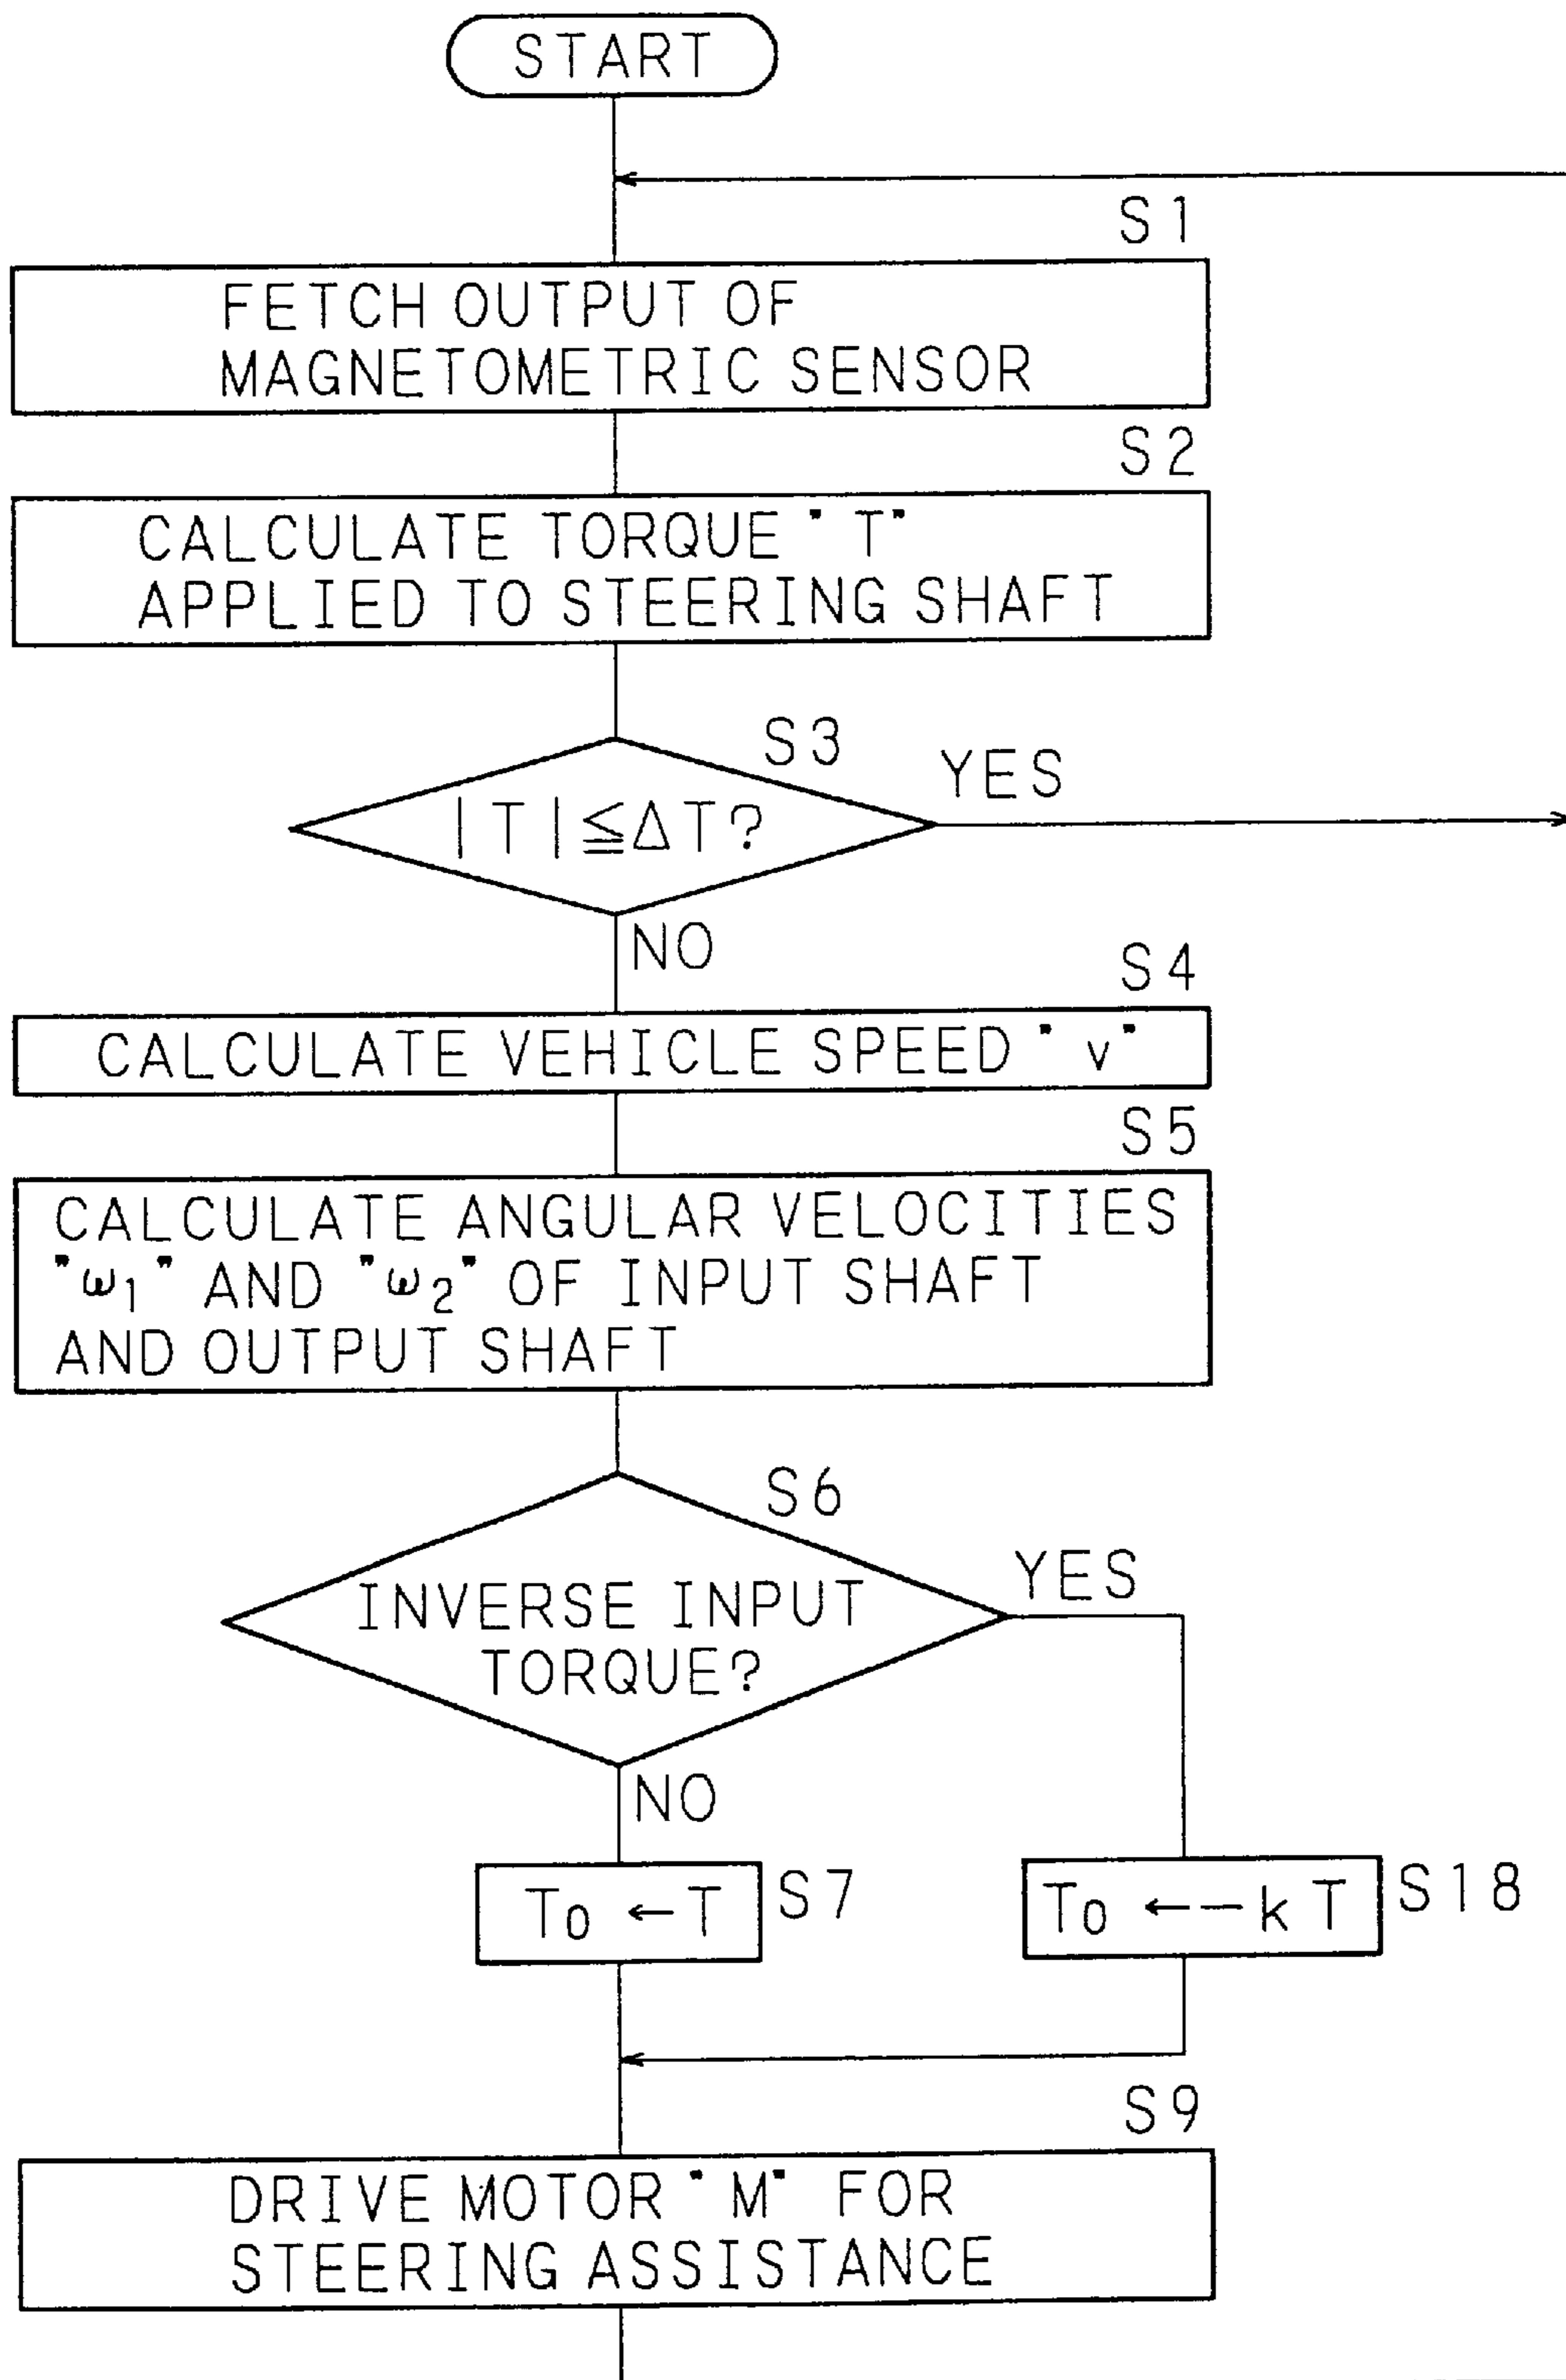 START
S1
FETCH OUTPUT OF
MAGNETOMETRIC SENSOR
S2
CALCULATE TORQUE "T"
APPLIED TO STEERING SHAFT
S3
YES
|T|≦ΔT?
NO
S4
CALCULATE VEHICLE SPEED "v"
S5
CALCULATE ANGULAR VELOCITIES
"ω1" AND "ω2" OF INPUT SHAFT
AND OUTPUT SHAFT
S6
YES
INVERSE INPUT
TORQUE?
NO
T0 ← T
S7
T0 ← -kT
S18
S9
DRIVE MOTOR "M" FOR
STEERING ASSISTANCE